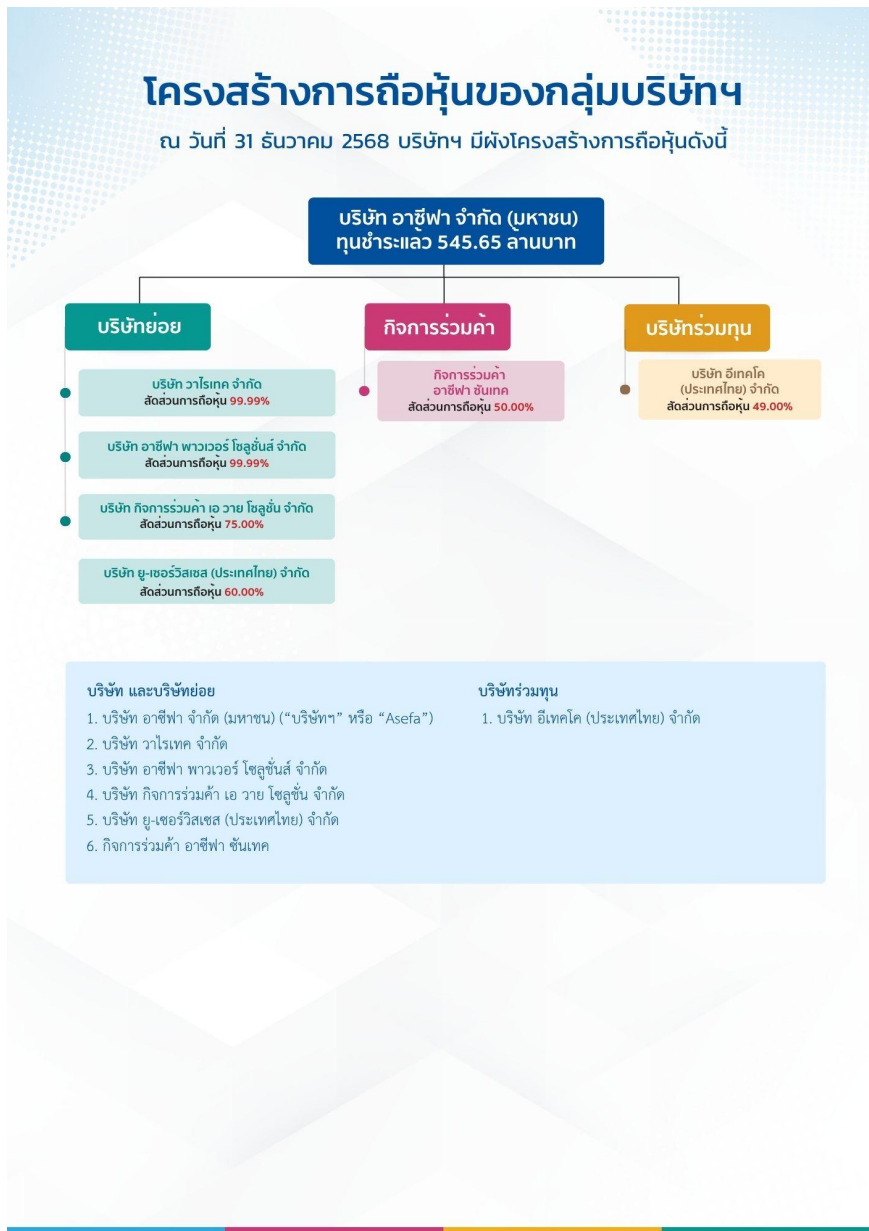 โครงสร้างการถือหุ้นของกลุ่มบริษัทฯ
ณ วันที่ 31 ธันวาคม 2568 บริษัทฯ มีผังโครงสร้างการถือหุ้นดังนี้
บริษัท อาซีฟา จำกัด (มหาชน)
ทุนชำระแล้ว 545.65 ล้านบาท
บริษัทย่อย
บริษัท วาไรเทค จำกัด
สัดส่วนการถือหุ้น 99.99%
บริษัท อาซีฟา พาวเวอร์ โซลูชั่นส์ จำกัด
สัดส่วนการถือหุ้น 99.99%
บริษัท กิจการร่วมค้า เอ วาย โซลูชั่น จำกัด
สัดส่วนการถือหุ้น 75.00%
บริษัท ยู-เซอร์วิสเซส (ประเทศไทย) จำกัด
สัดส่วนการถือหุ้น 60.00%
กิจการร่วมค้า
กิจการร่วมค้า
อาซีฟา ซันเทค
สัดส่วนการถือหุ้น 50.00%
บริษัทร่วมทุน
บริษัท อีเทคโค
(ประเทศไทย) จำกัด
สัดส่วนการถือหุ้น 49.00%
บริษัท และบริษัทย่อย
1. บริษัท อาซีฟา จำกัด (มหาชน) (“บริษัทฯ” หรือ “Asefa”)
2. บริษัท วาไรเทค จำกัด
3. บริษัท อาซีฟา พาวเวอร์ โซลูชั่นส์ จำกัด
4. บริษัท กิจการร่วมค้า เอ วาย โซลูชั่น จำกัด
5. บริษัท ยู-เซอร์วิสเซส (ประเทศไทย) จำกัด
6. กิจการร่วมค้า อาซีฟา ซันเทค
บริษัทร่วมทุน
1. บริษัท อีเทคโค (ประเทศไทย) จำกัด